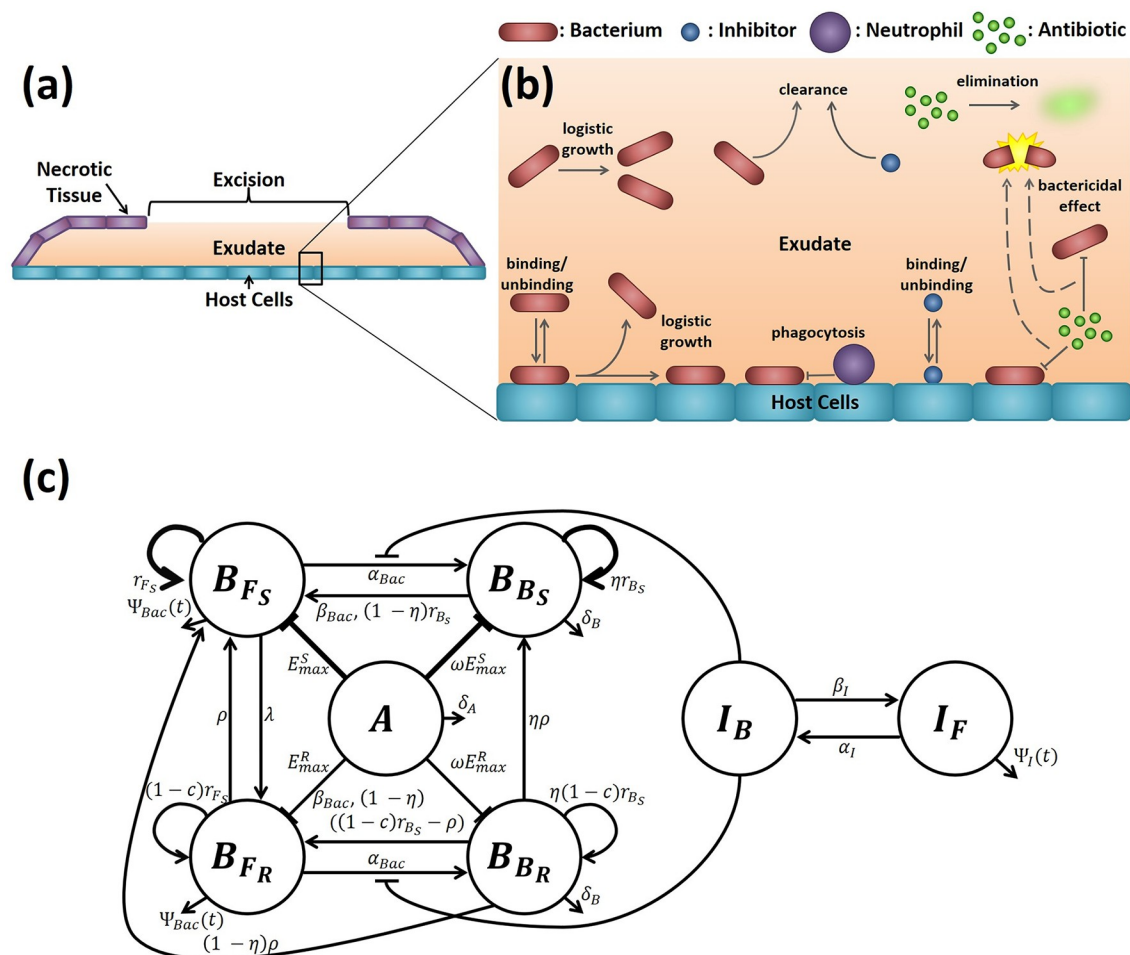 : Bacterium : Inhibitor : Neutrophil : Antibiotic
(a)
Necrotic
Tissue
Excision
Exudate
Host Cells
(b)
clearance
elimination
logistic
growth
bactericidal
effect
Exudate
binding/
unbinding
logistic
growth
phagocytosis
binding/
unbinding
Host Cells
(c)
B_{F_S}
α_{Bac}
B_{B_S}
r_{F_S}
ηr_{B_S}
Ψ_{Bac}(t)
β_{Bac}, (1 − η)r_{B_S}
δ_B
E^S_{max}
ωE^S_{max}
ρ
λ
A
δ_A
ηρ
I_B
β_I
α_I
I_F
Ψ_I(t)
E^R_{max}
ωE^R_{max}
(1−c)r_{F_S}
β_{Bac}, (1 − η)
((1−c)r_{B_S} − ρ)
η(1−c)r_{B_S}
B_{F_R}
α_{Bac}
B_{B_R}
δ_B
Ψ_{Bac}(t)
(1 − η)ρ